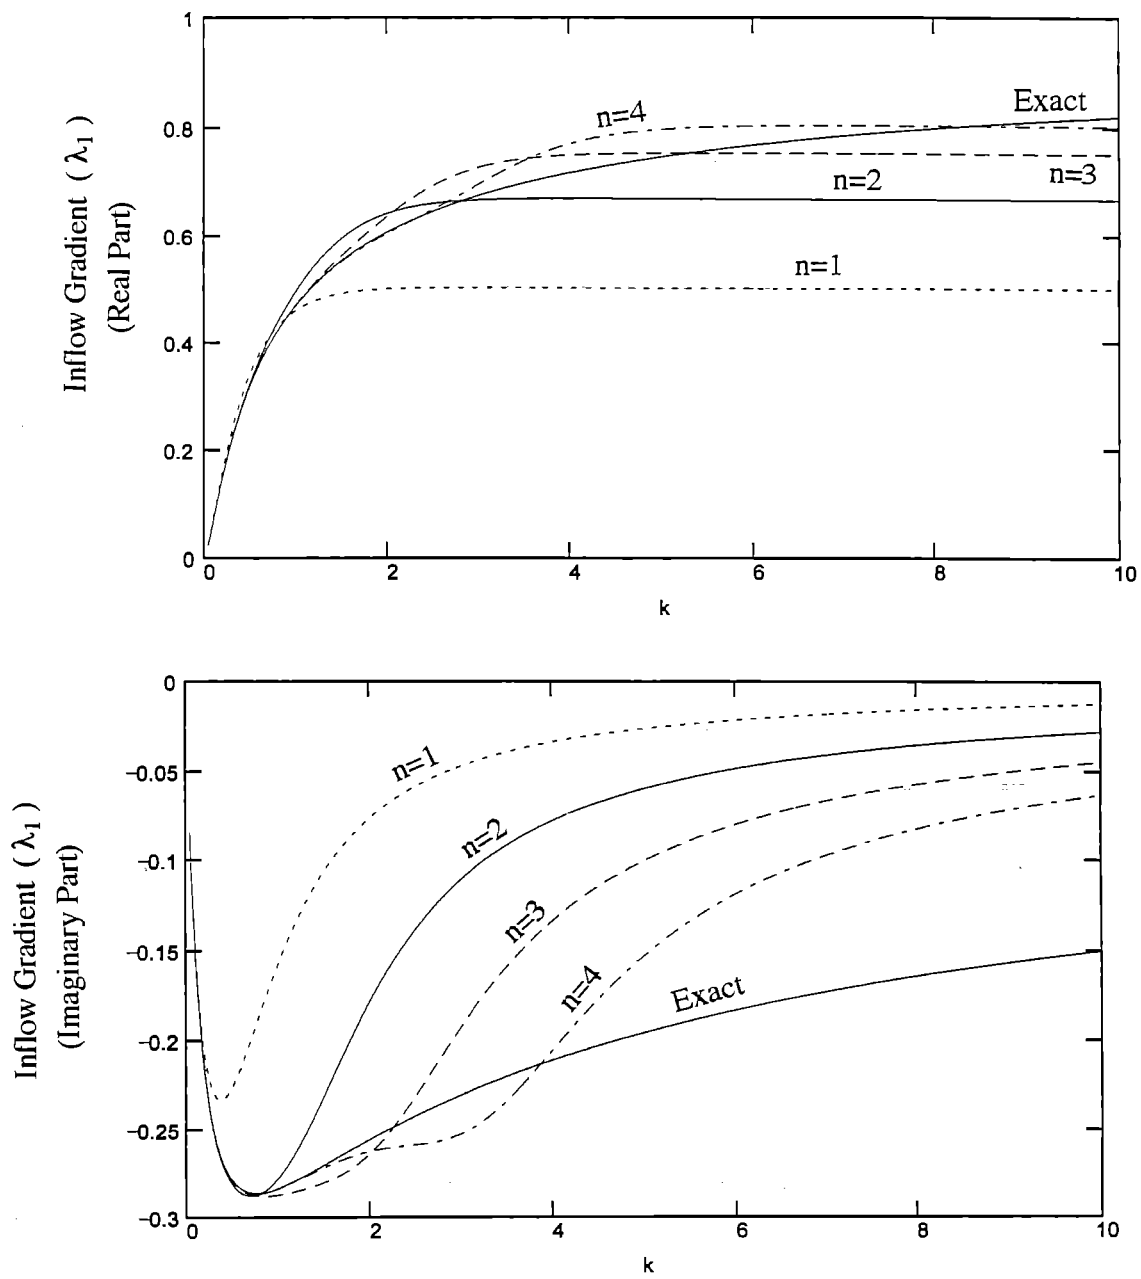 1
0.8
0.6
0.4
0.2
0
0
2
4
6
8
10
k
Inflow Gradient ( λ1 )
(Real Part)
n=4
Exact
n=3
n=2
n=1
0
−0.05
−0.1
−0.15
−0.2
−0.25
−0.3
0
2
4
6
8
10
k
Inflow Gradient ( λ1 )
(Imaginary Part)
n=1
n=2
n=3
n=4
Exact